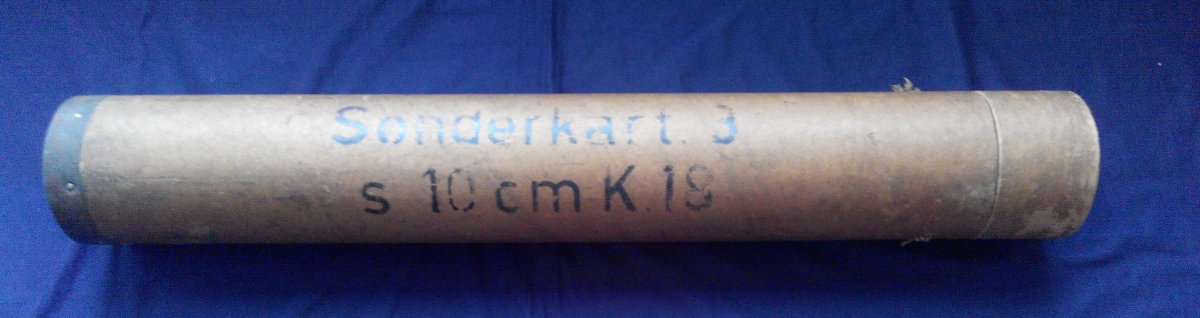 Sonderkart. 3
s 10 cm K. 18